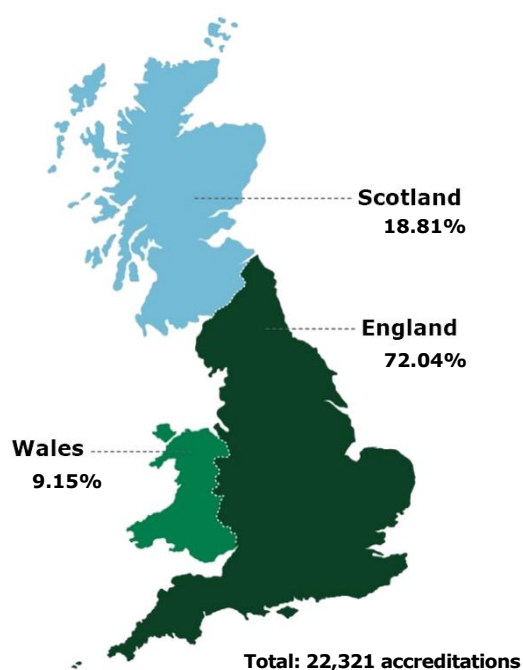 Scotland
18.81%
England
72.04%
Wales
9.15%
Total: 22,321 accreditations